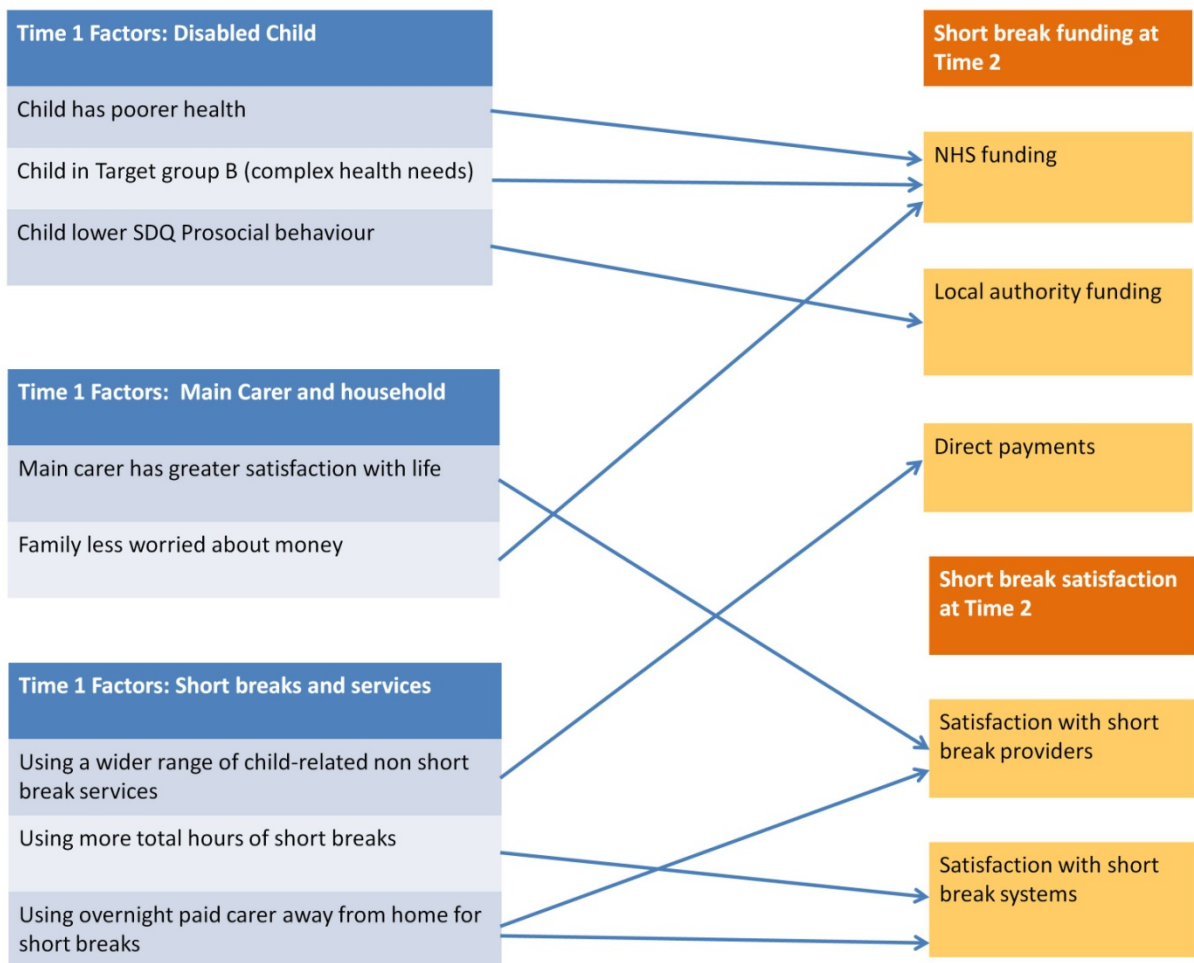 Time 1 Factors: Disabled Child
Child has poorer health
Child in Target group B (complex health needs)
Child lower SDQ Prosocial behaviour
Time 1 Factors:  Main Carer and household
Main carer has greater satisfaction with life
Family less worried about money
Time 1 Factors: Short breaks and services
Using a wider range of child-related non short
break services
Using more total hours of short breaks
Using overnight paid carer away from home for
short breaks
Short break funding at
Time 2
NHS funding
Local authority funding
Direct payments
Short break satisfaction
at Time 2
Satisfaction with short
break providers
Satisfaction with short
break systems